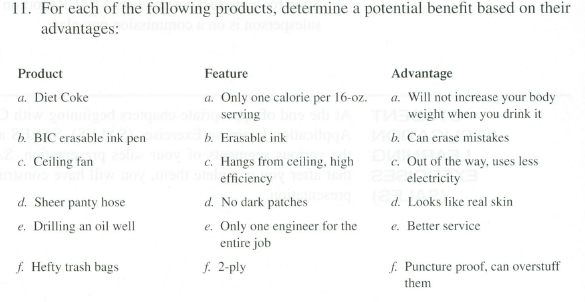 11. For each of the following products, determine a potential benefit based on their
advantages:
Product Feature Advantage
a. Diet Coke a. Only one calorie per 16-oz. a. Will not increase your body
serving weight when you drink it
b. BIC erasable ink pen b. Erasable ink b. Can erase mistakes
c. Ceiling fan c. Hangs from ceiling, high c. Out of the way, uses less
efficiency electricity
d. Sheer panty hose d. No dark patches d. Looks like real skin
e. Drilling an oil well e. Only one engineer for the e. Better service
entire job
f. Hefty trash bags f. 2-ply f. Puncture proof, can overstuff
them